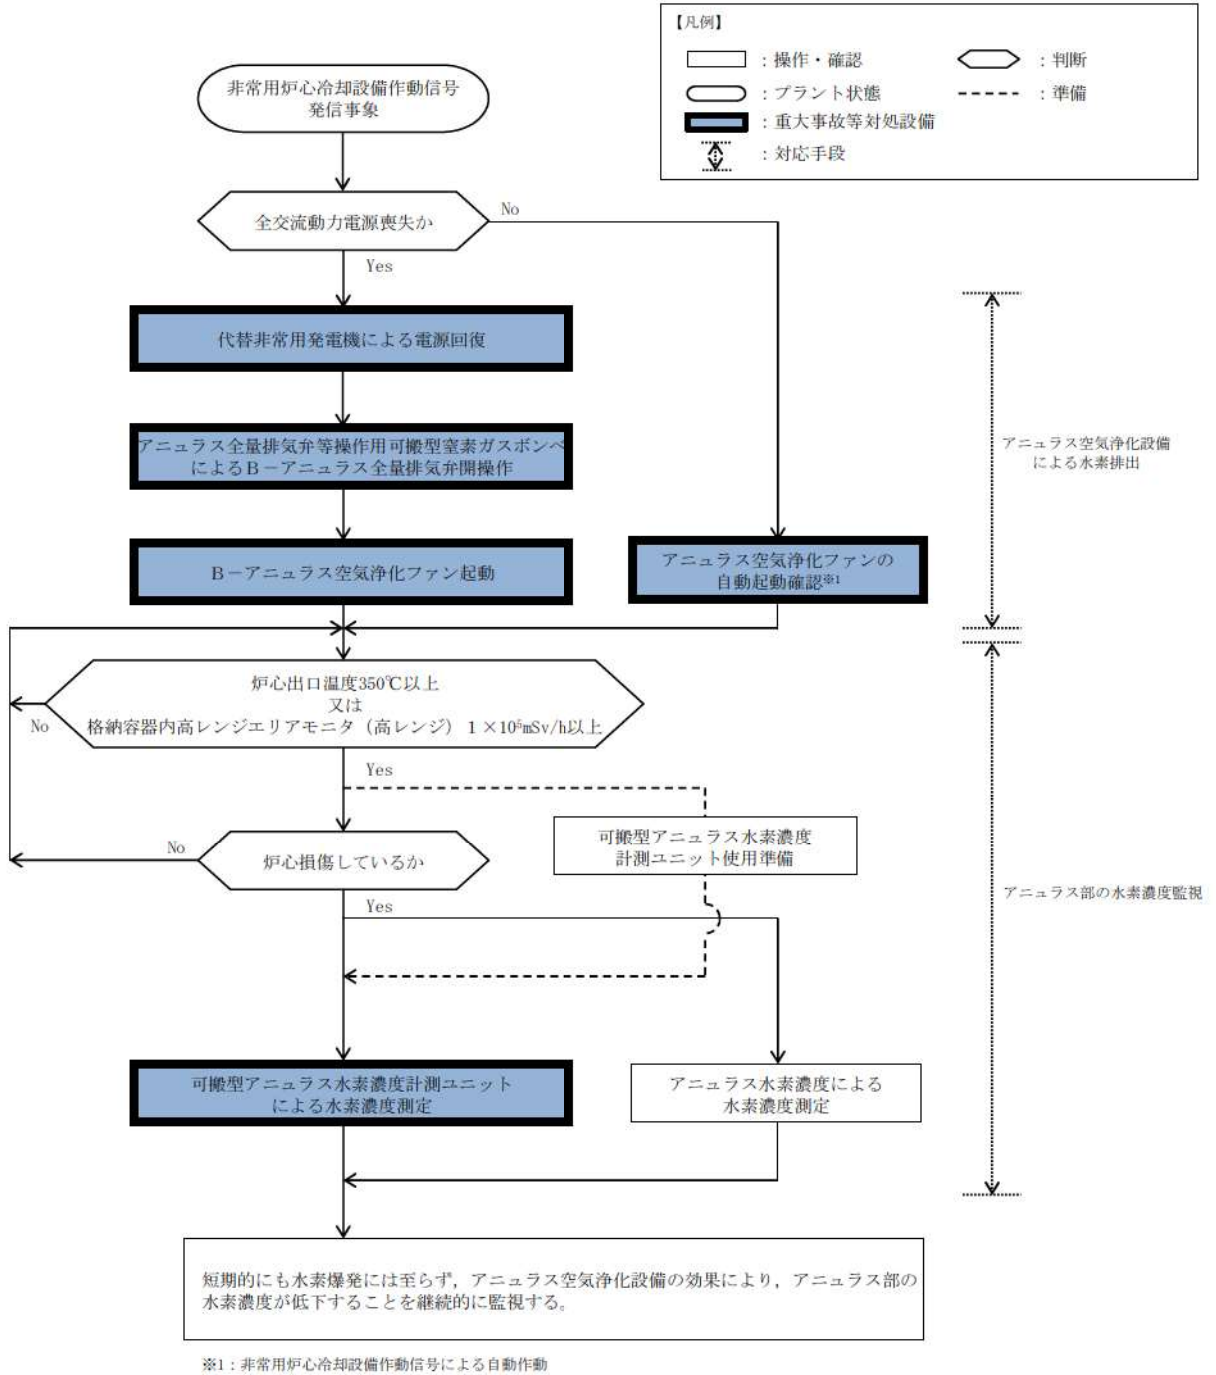 【凡例】
：操作・確認
：判断
：プラント状態
：準備
：重大事故等対処設備
：対応手段
非常用炉心冷却設備作動信号
発信事象
全交流動力電源喪失か
No
Yes
代替非常用発電機による電源回復
アニュラス全量排気弁等操作用可搬型窒素ガスボンベ
によるＢ－アニュラス全量排気弁開操作
アニュラス空気浄化設備
による水素排出
Ｂ－アニュラス空気浄化ファン起動
アニュラス空気浄化ファンの
自動起動確認※1
炉心出口温度350℃以上
又は
格納容器内高レンジエリアモニタ（高レンジ）１×10⁵mSv/h以上
No
Yes
可搬型アニュラス水素濃度
計測ユニット使用準備
No
炉心損傷しているか
Yes
アニュラス部の水素濃度監視
可搬型アニュラス水素濃度計測ユニット
による水素濃度測定
アニュラス水素濃度による
水素濃度測定
短期的にも水素爆発には至らず，アニュラス空気浄化設備の効果により，アニュラス部の
水素濃度が低下することを継続的に監視する。
※1：非常用炉心冷却設備作動信号による自動作動